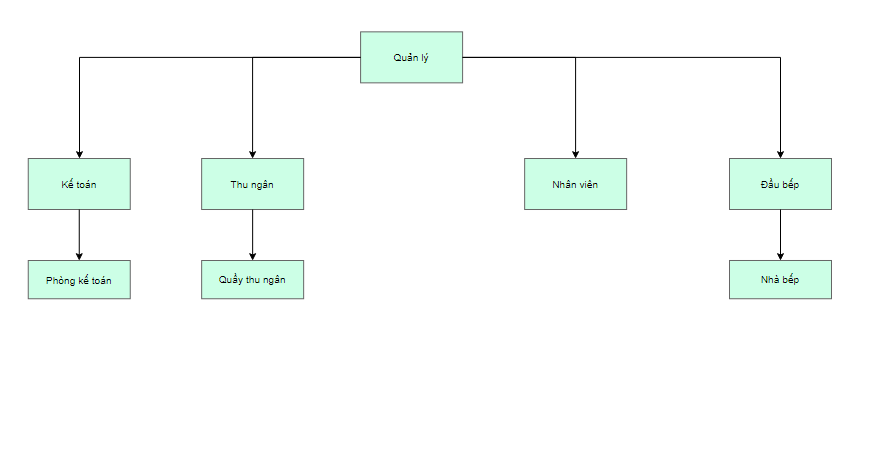 Quản lý
Kế toán
Thu ngân
Nhân viên
Đầu bếp
Phòng kế toán
Quầy thu ngân
Nhà bếp